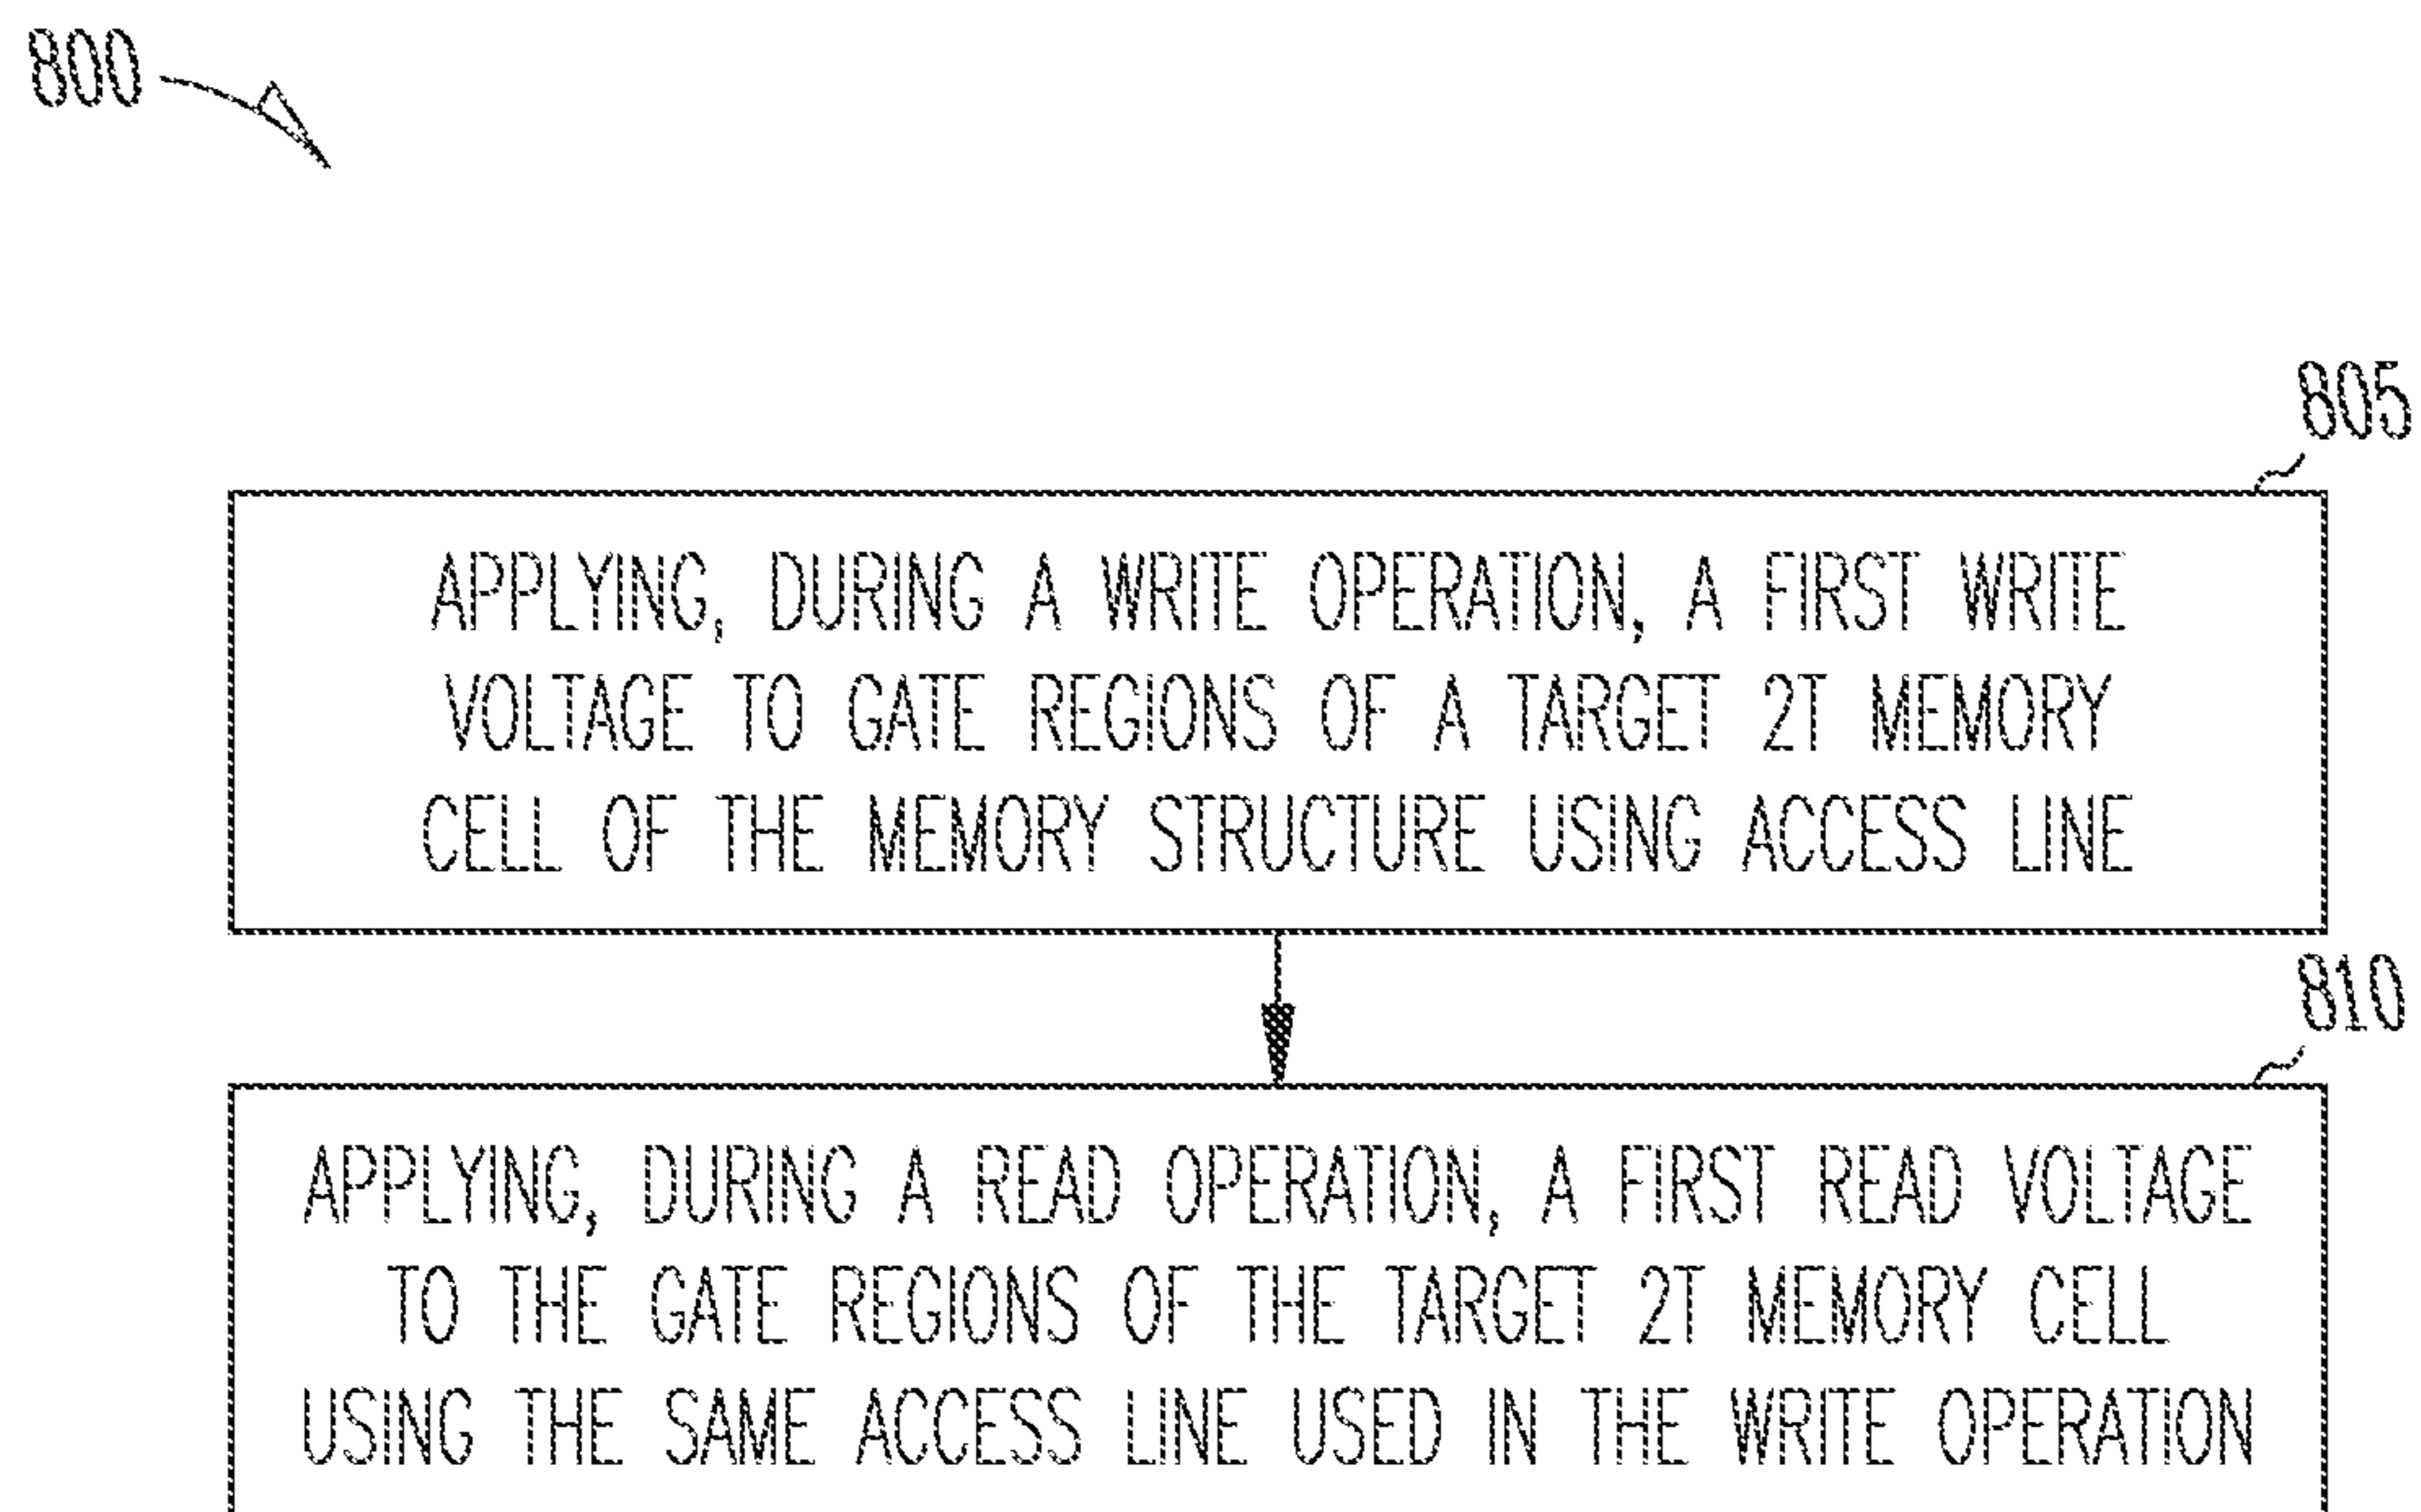 800
805
APPLYING, DURING A WRITE OPERATION, A FIRST WRITE
VOLTAGE TO GATE REGIONS OF A TARGET 2T MEMORY
CELL OF THE MEMORY STRUCTURE USING ACCESS LINE
810
APPLYING, DURING A READ OPERATION, A FIRST READ VOLTAGE
TO THE GATE REGIONS OF THE TARGET 2T MEMORY CELL
USING THE SAME ACCESS LINE USED IN THE WRITE OPERATION